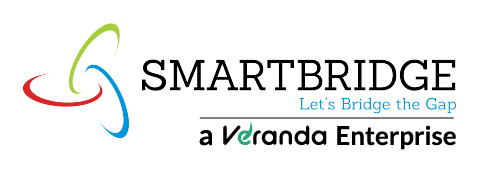 SMARTBRIDGE
Let's Bridge the Gap
a Veranda Enterprise